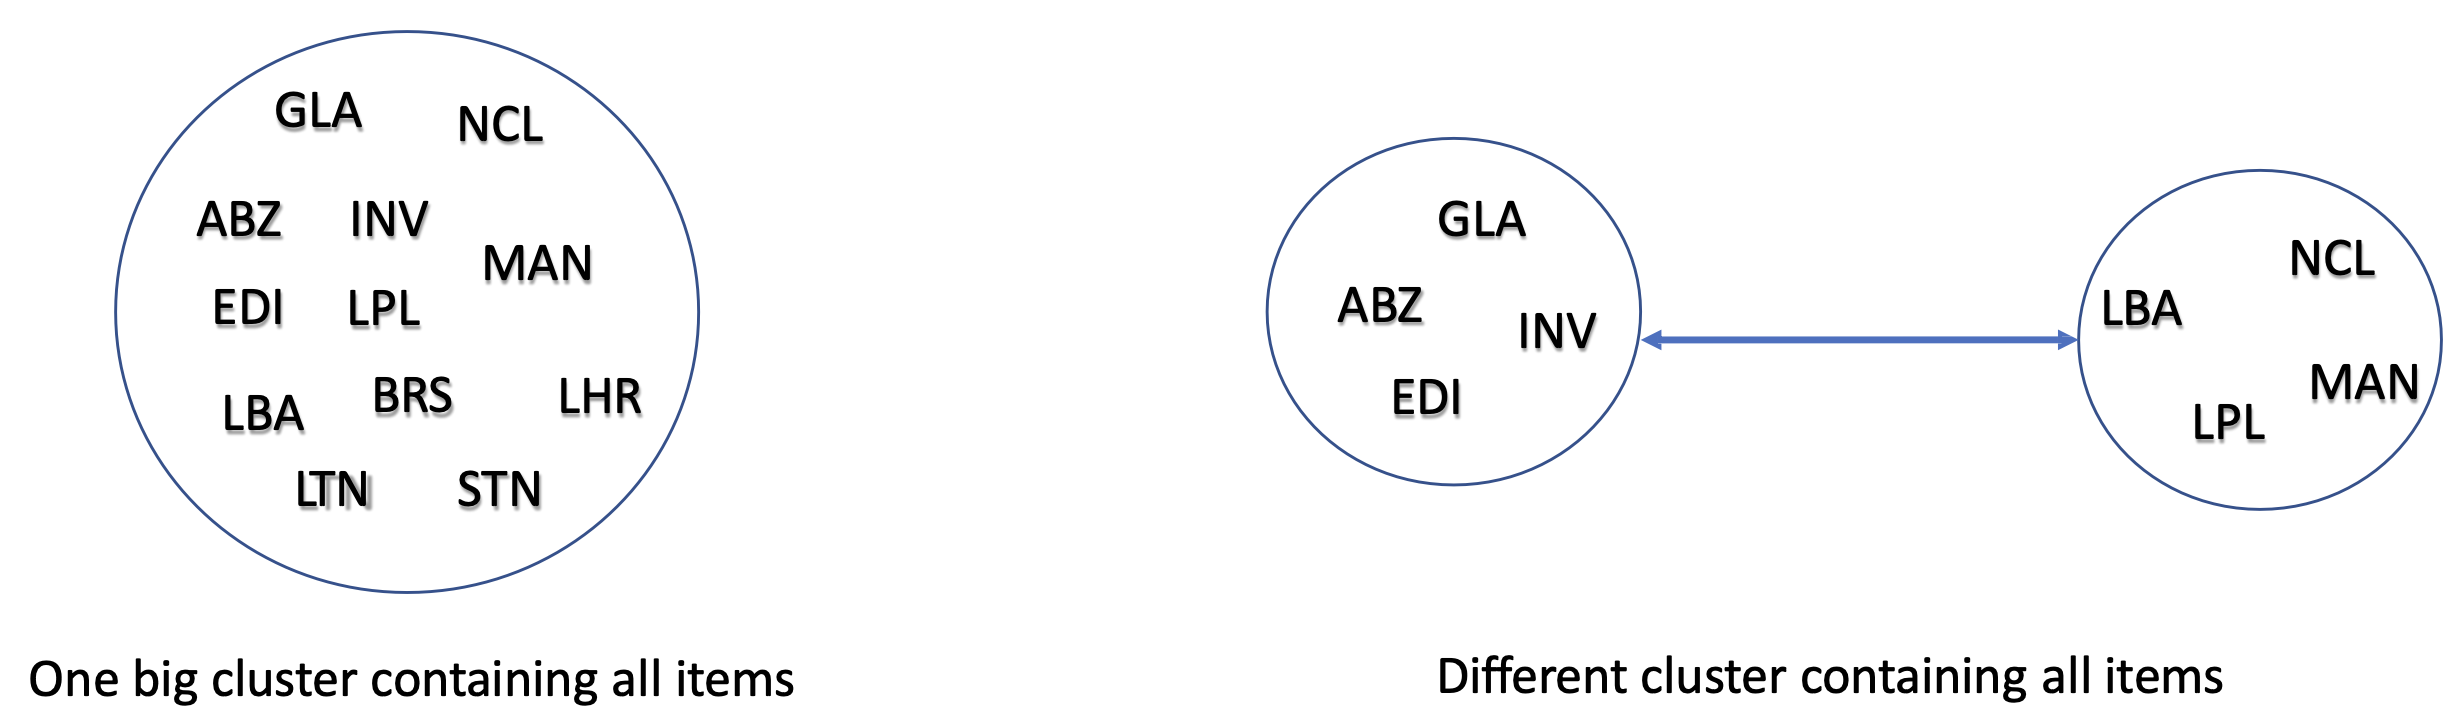 GLA
NCL
ABZ INV
MAN
EDI LPL
BRS LHR
LBA
LTN STN
One big cluster containing all items
GLA
ABZ
INV
EDI
NCL
LBA
MAN
LPL
Different cluster containing all items